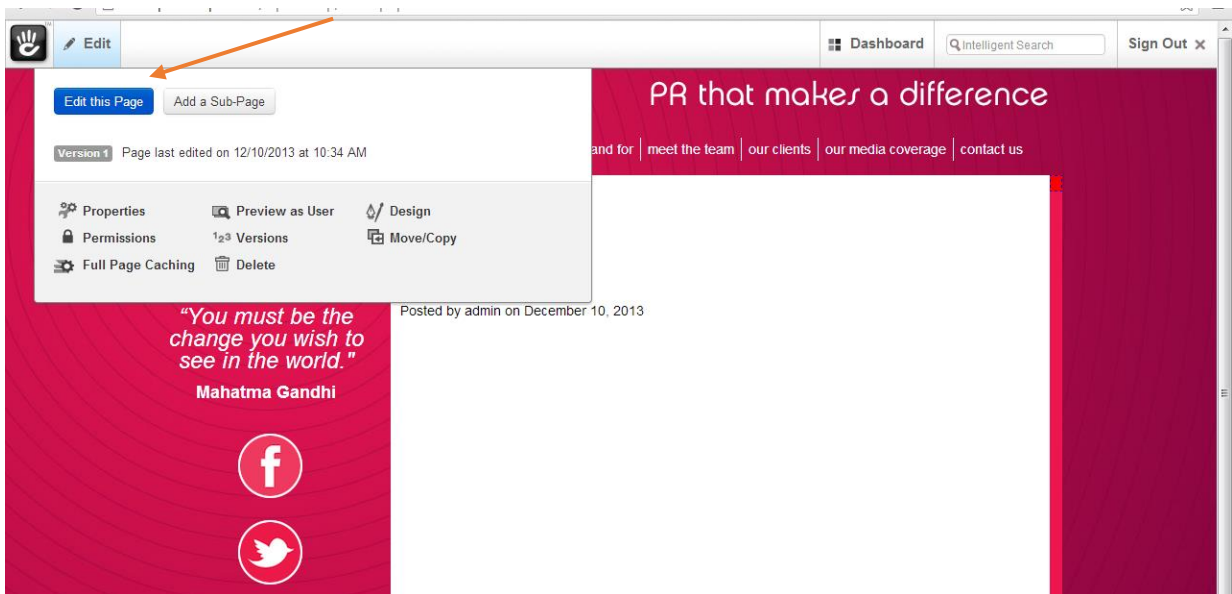 Edit
Dashboard
Intelligent Search
Sign Out ×
Edit this Page
Add a Sub-Page
PR that makes a difference
Version 1 Page last edited on 12/10/2013 at 10:34 AM
and for | meet the team | our clients | our media coverage | contact us
Properties
Preview as User
Design
Permissions
123 Versions
Move/Copy
Full Page Caching
Delete
Posted by admin on December 10, 2013
“You must be the
change you wish to
see in the world."
Mahatma Gandhi